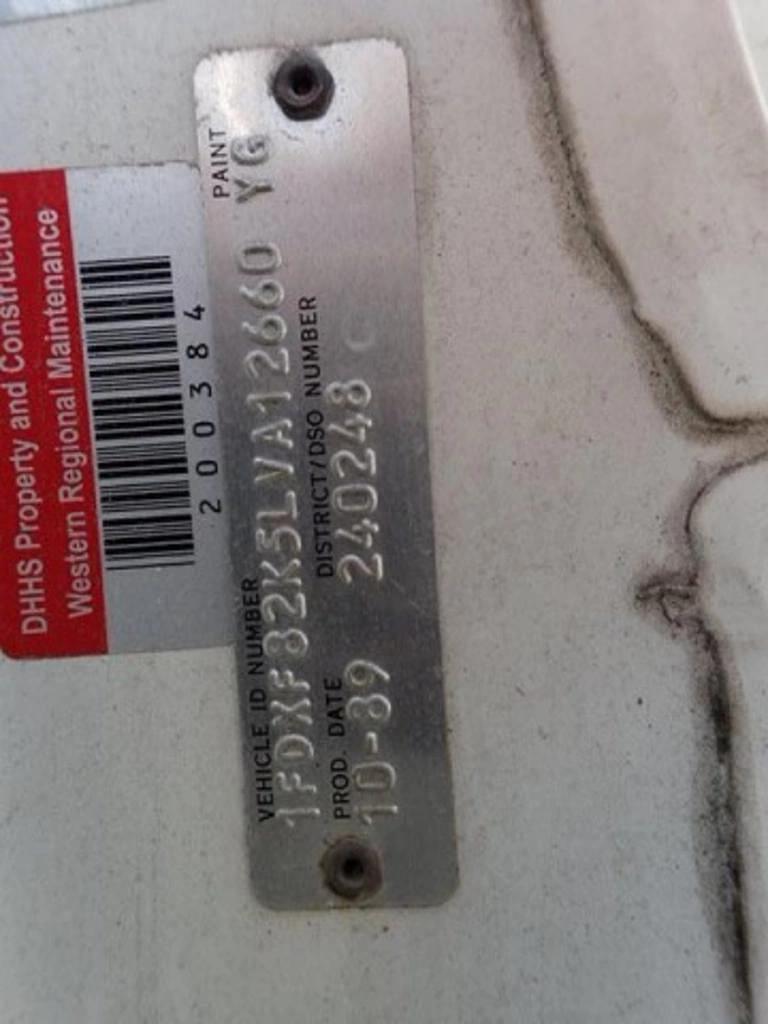 DHHS Property and Construction
Western Regional Maintenance
200384
VEHICLE ID NUMBER PAINT
1FDXF82K5LVA12660 YG
PROD. DATE DISTRICT/DSO NUMBER
10-89 240248 C